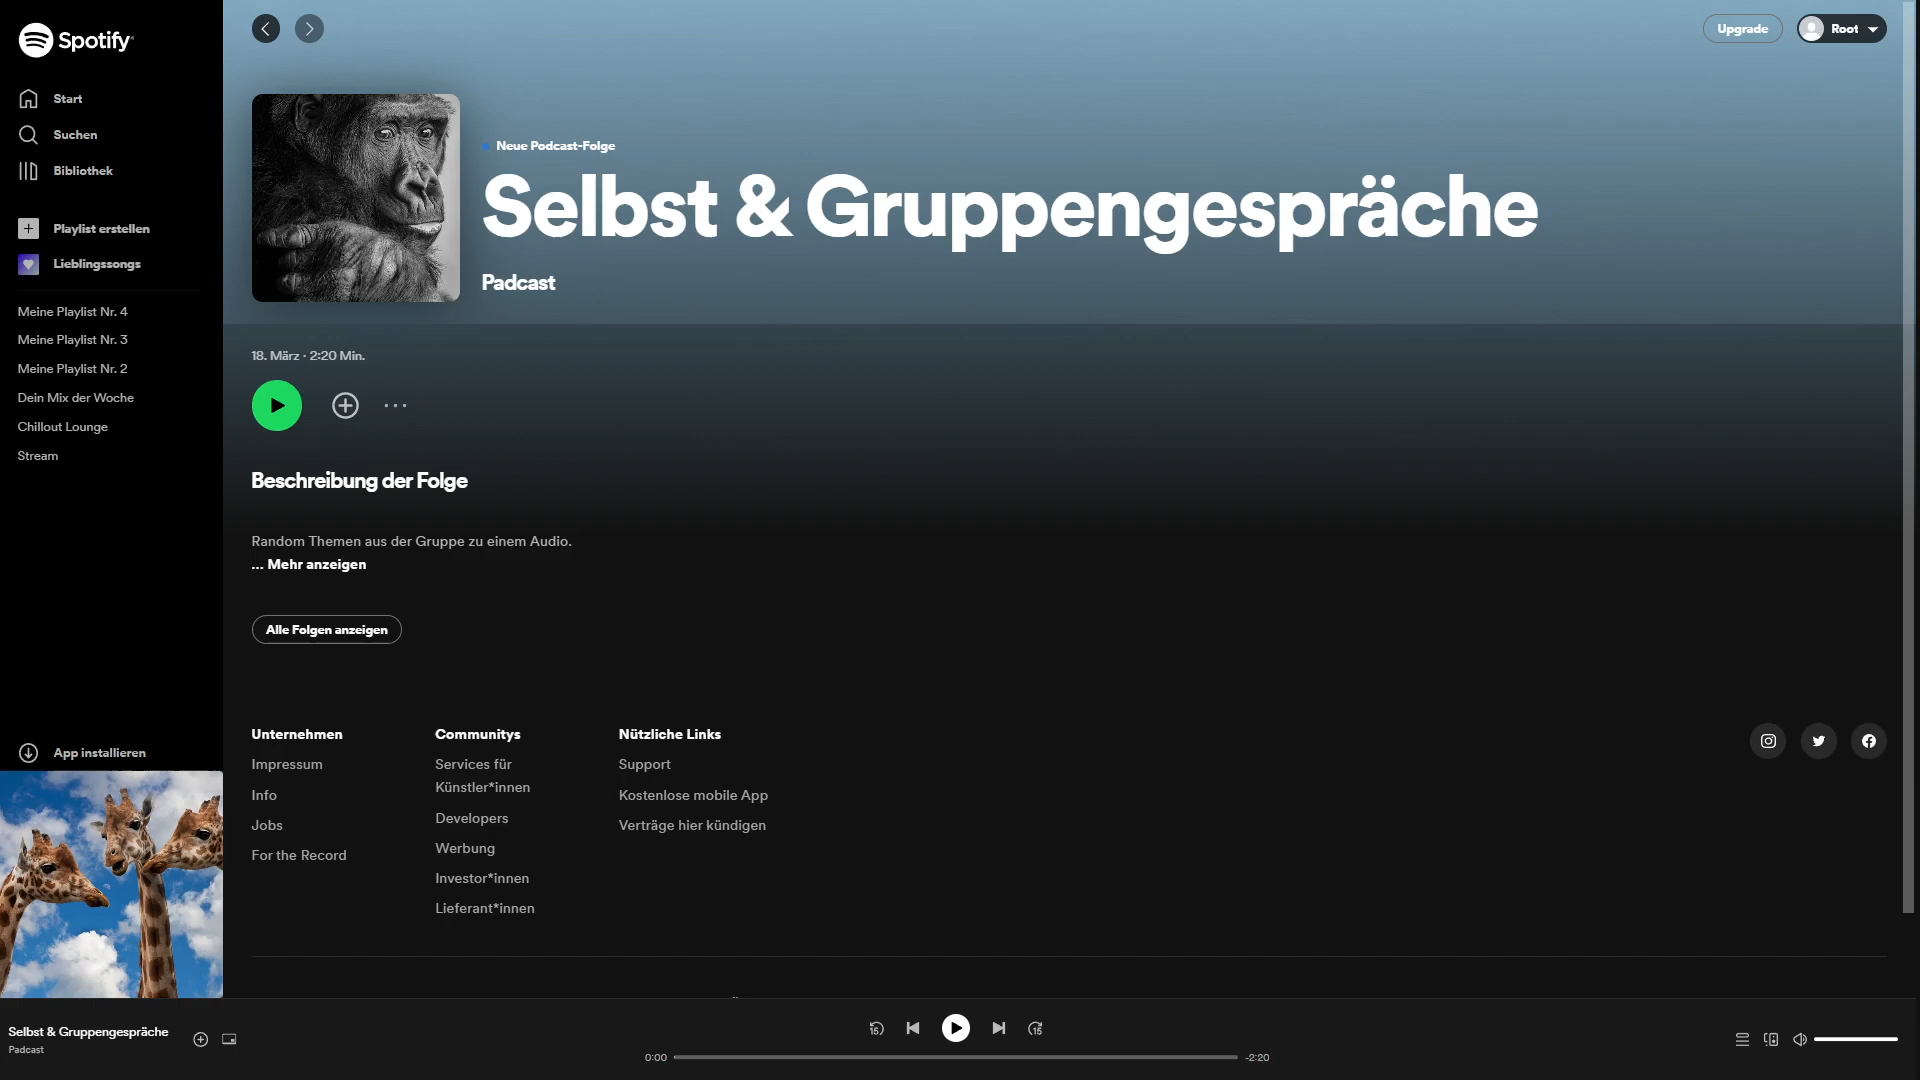 Spotify
Start
Suchen
Bibliothek
Playlist erstellen
Lieblingssongs
Meine Playlist Nr. 4
Meine Playlist Nr. 3
Meine Playlist Nr. 2
Dein Mix der Woche
Chillout Lounge
Stream
App installieren
Upgrade
Root
Neue Podcast-Folge
Selbst & Gruppengespräche
Padcast
18. März · 2:20 Min.
Beschreibung der Folge
Random Themen aus der Gruppe zu einem Audio.
... Mehr anzeigen
Alle Folgen anzeigen
Unternehmen
Impressum
Info
Jobs
For the Record
Communitys
Services für
Künstler*innen
Developers
Werbung
Investor*innen
Lieferant*innen
Nützliche Links
Support
Kostenlose mobile App
Verträge hier kündigen
Selbst & Gruppengespräche
Padcast
15
15
0:00
-2:20